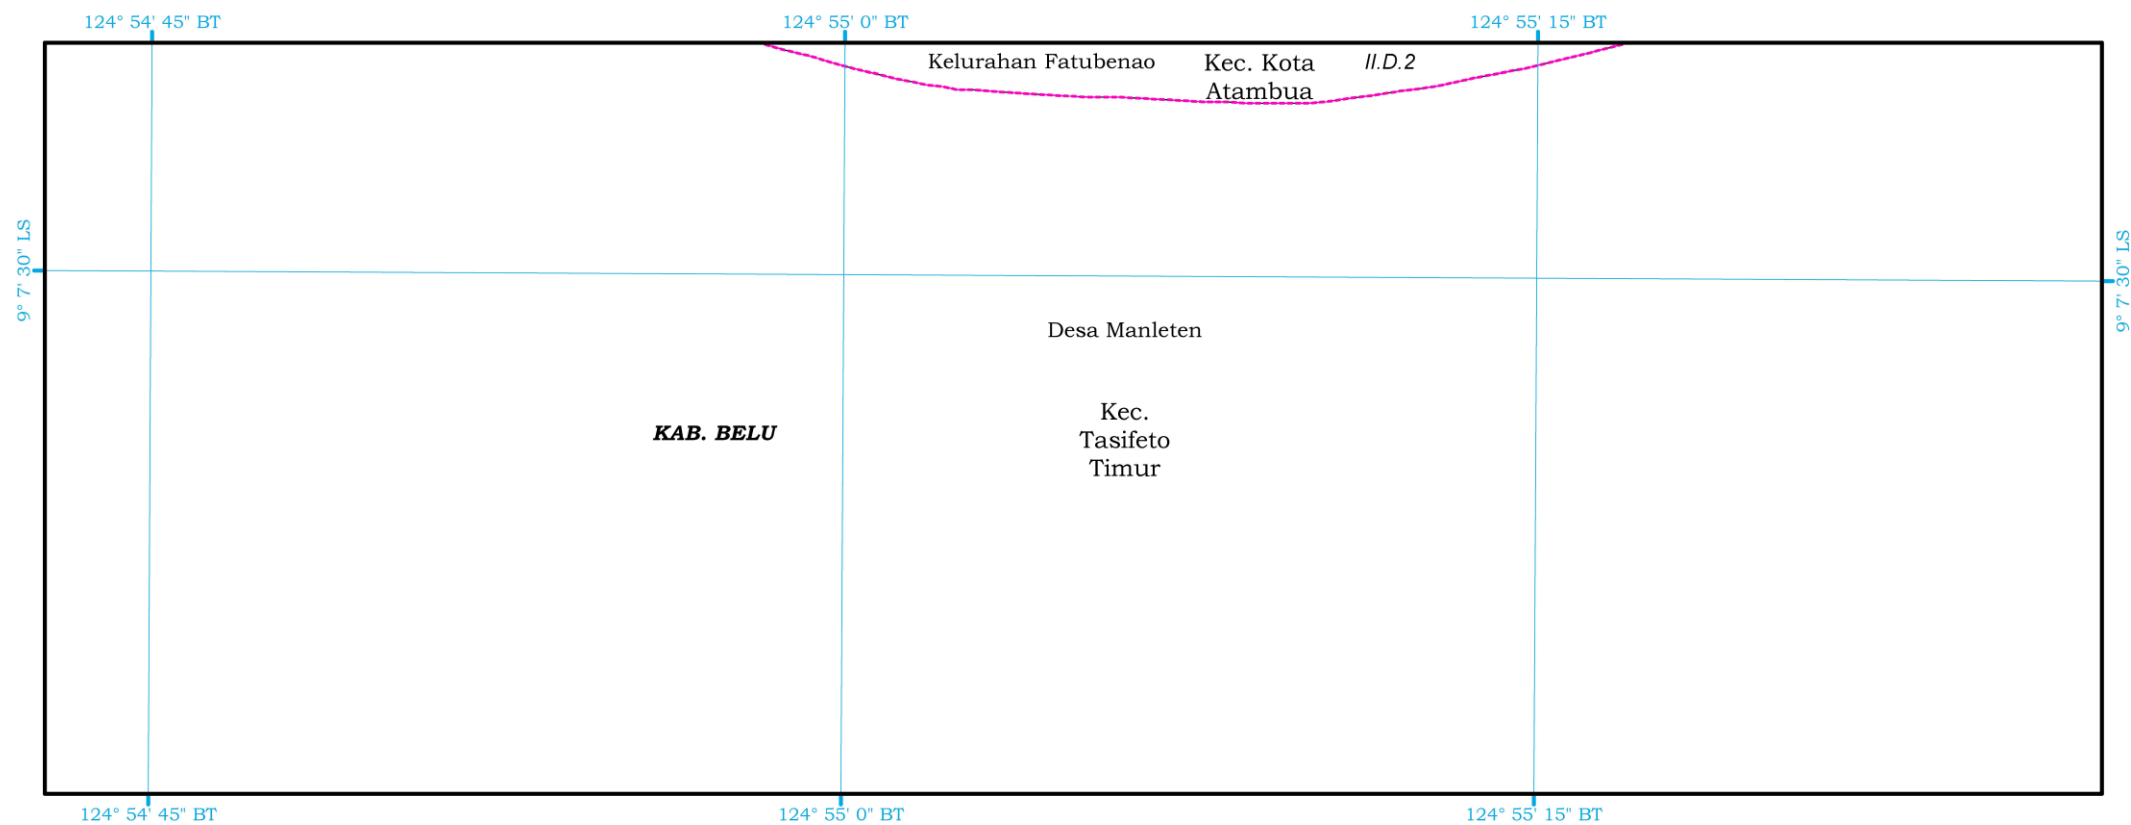 124° 54' 45" BT
124° 55' 0" BT
124° 55' 15" BT
Kelurahan Fatubenao
Kec. Kota
Atambua
II.D.2
9° 7' 30" LS
9° 7' 30" LS
Desa Manleten
KAB. BELU
Kec.
Tasifeto
Timur
124° 54' 45" BT
124° 55' 0" BT
124° 55' 15" BT